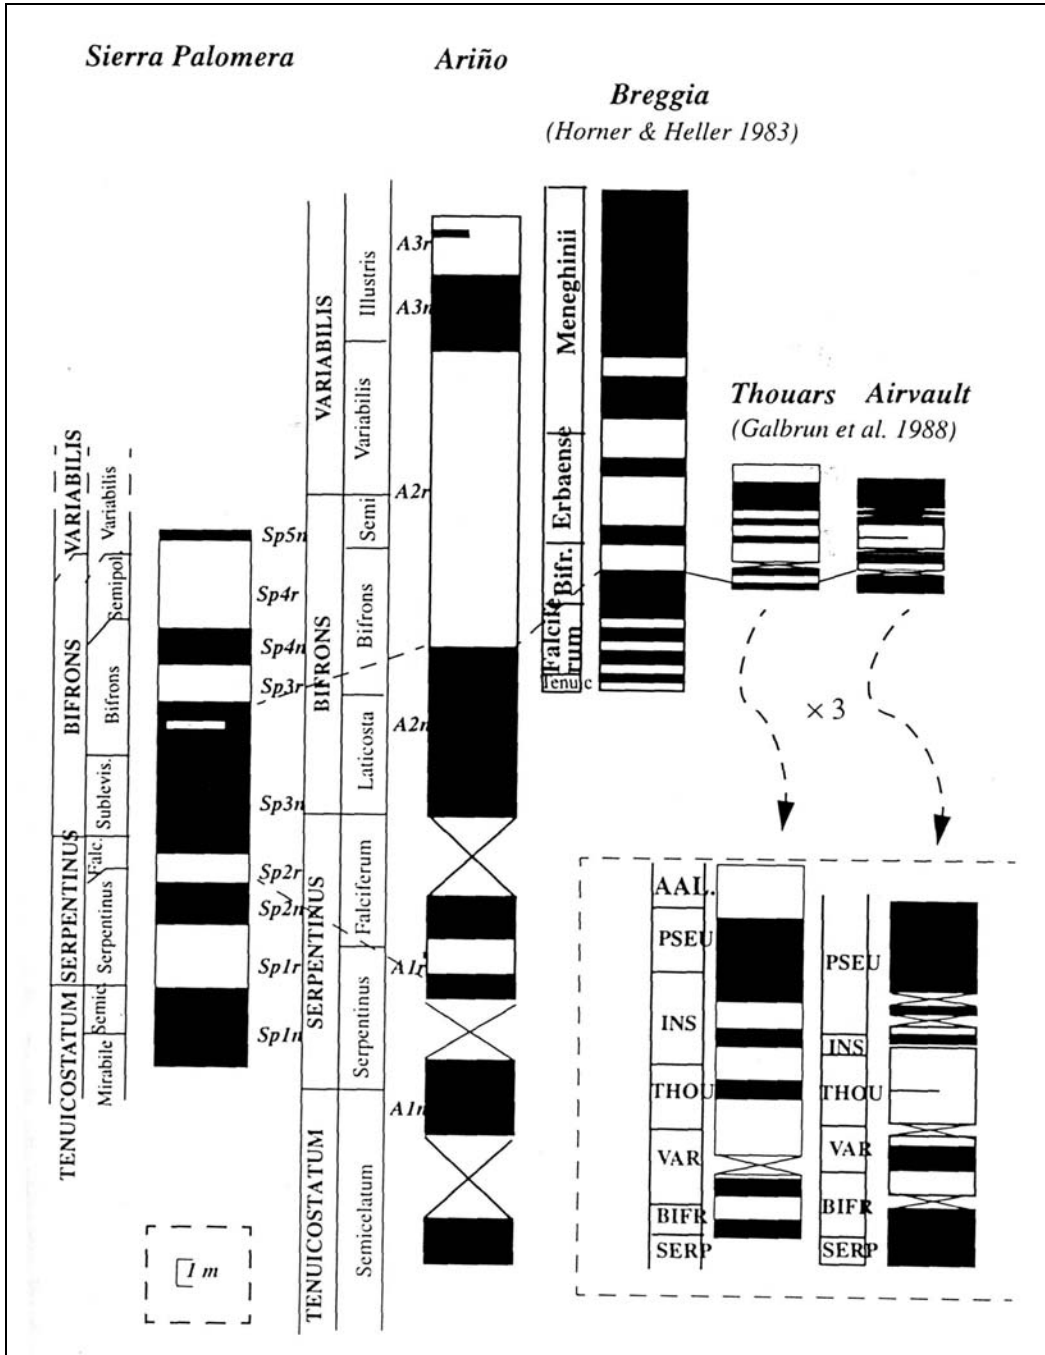 Sierra Palomera
Ariño
Breggia
(Horner & Heller 1983)
Thouars
Airvault
(Galbrun et al. 1988)
VARIABILIS
BIFRONS
SERPENTINUS
TENUICOSTATUM
Variabilis
Semipol.
Bifrons
Sublevis.
Falc.
Serpentinus
Semic.
Mirabile
Sp5n
Sp4r
Sp4n
Sp3r
Sp3n
Sp2r
Sp2n
Sp1r
Sp1n
VARIABILIS
BIFRONS
SERPENTINUS
TENUICOSTATUM
Illustris
Variabilis
Semi
Bifrons
Laticosta
Falciferum
Serpentinus
Semicelatum
A3r
A3n
A2r
A2n
A1r
A1n
Meneghinii
Erbaense
Bifr.
Falcife
rum
Tenuic
× 3
AAL.
PSEU
INS
THOU
VAR
BIFR
SERP
PSEU
INS
THOU
VAR
BIFR
SERP
1 m